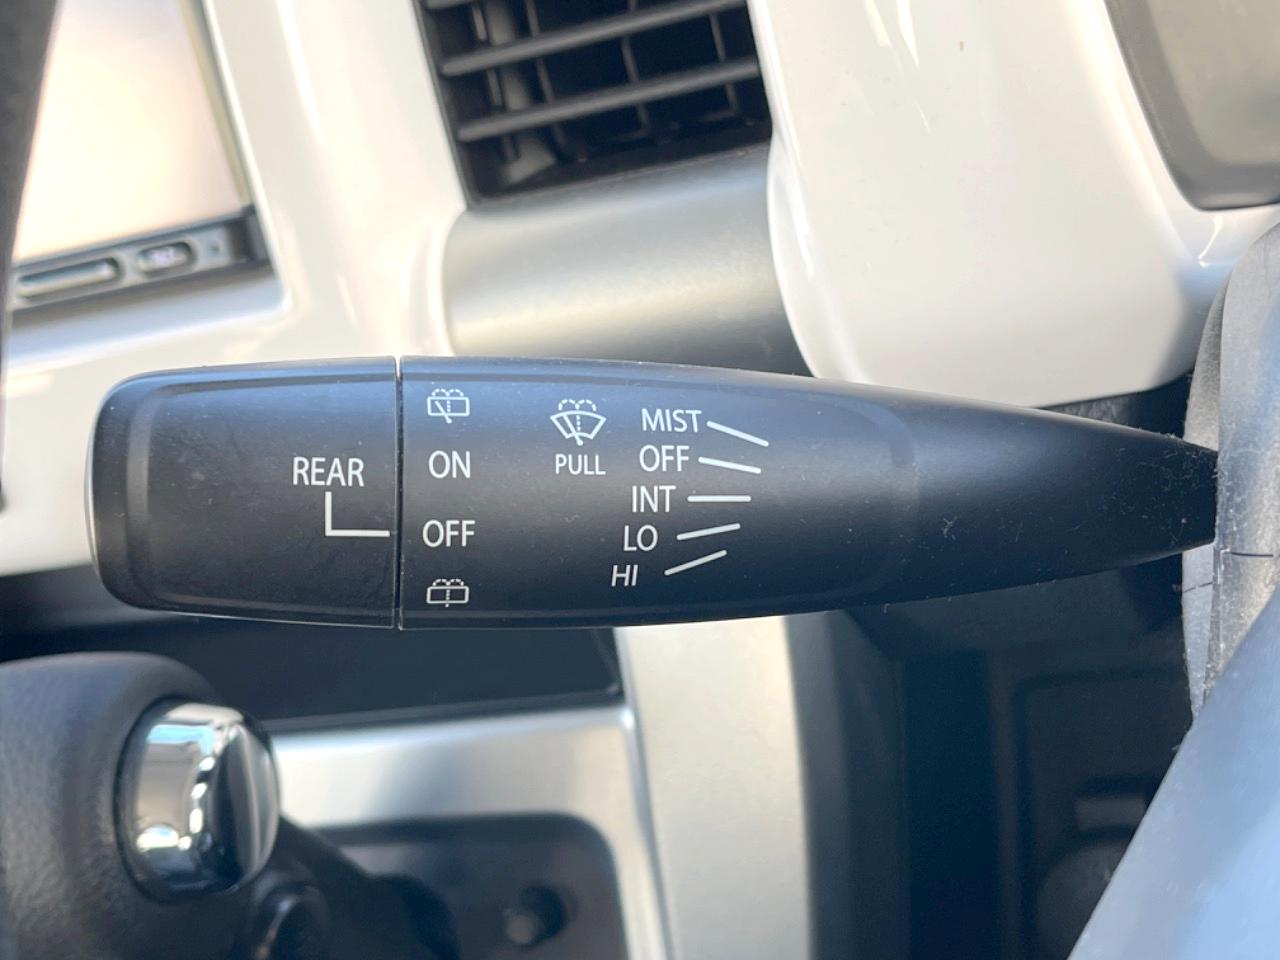 REAR
ON
OFF
PULL
MIST
OFF
INT
LO
HI